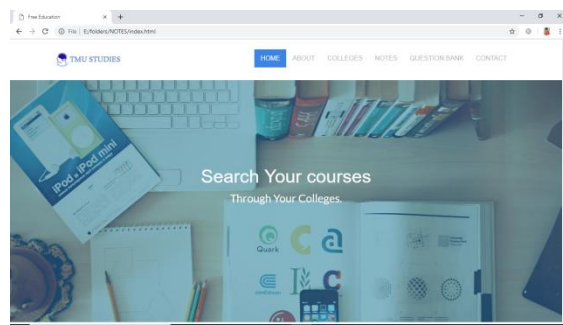 Free Education
File | E:/folders/NOTES/index.html
TMU STUDIES
HOME ABOUT COLLEGES NOTES QUESTION BANK CONTACT
iPod. iPod mini
Search Your courses
Through Your Colleges.
Quark